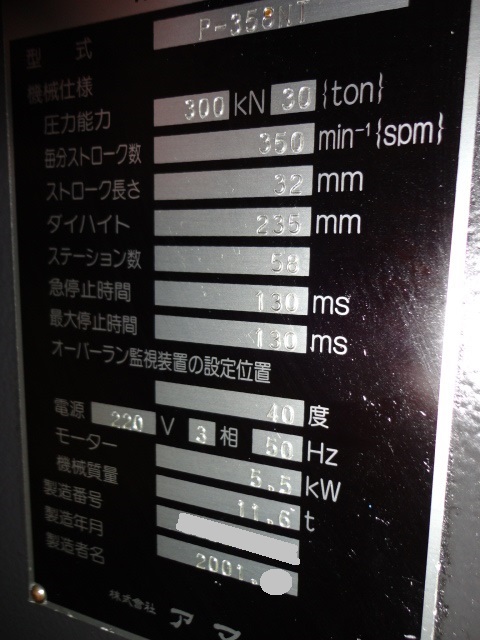 型式 P-358NT
機械仕様
圧力能力 300 kN 30 {ton}
毎分ストローク数 350 min⁻¹{spm}
ストローク長さ 32 mm
ダイハイト 235 mm
ステーション数 58
急停止時間 130 ms
最大停止時間 130 ms
オーバーラン監視装置の設定位置
40 度
電源 220 V 3 相 50 Hz
モーター 5.5 kW
機械質量 11.6 t
製造番号
製造年月 2001.
製造者名
株式会社 アマ